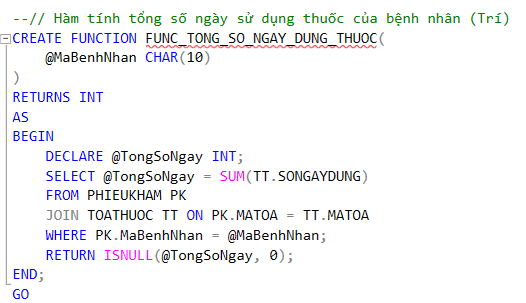 --// Hàm tính tổng số ngày sử dụng thuốc của bệnh nhân (Trí)
CREATE FUNCTION FUNC_TONG_SO_NGAY_DUNG_THUOC(
    @MaBenhNhan CHAR(10)
)
RETURNS INT
AS
BEGIN
    DECLARE @TongSoNgay INT;
    SELECT @TongSoNgay = SUM(TT.SONGAYDUNG)
    FROM PHIEUKHAM PK
    JOIN TOATHUOC TT ON PK.MATOA = TT.MATOA
    WHERE PK.MaBenhNhan = @MaBenhNhan;
    RETURN ISNULL(@TongSoNgay, 0);
END;
GO